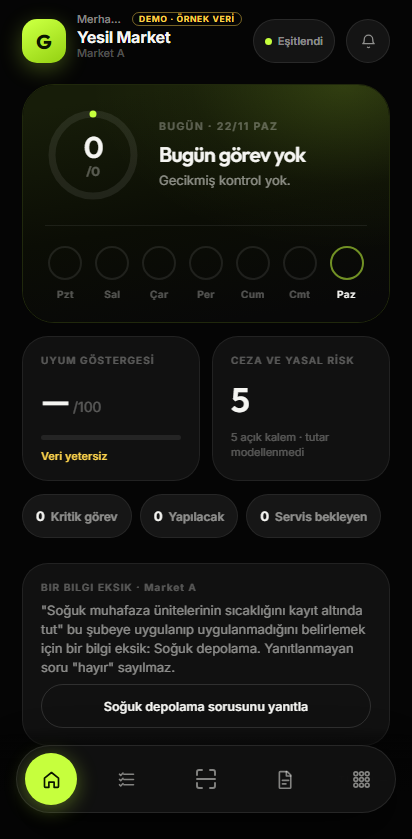 G
Merha...
DEMO · ÖRNEK VERİ
Yesil Market
Market A
Eşitlendi
0
/0
BUGÜN · 22/11 PAZ
Bugün görev yok
Gecikmiş kontrol yok.
Pzt Sal Çar Per Cum Cmt Paz
UYUM GÖSTERGESİ
— /100
Veri yetersiz
CEZA VE YASAL RİSK
5
5 açık kalem · tutar
modellenmedi
0 Kritik görev
0 Yapılacak
0 Servis bekleyen
BIR BILGI EKSIK · Market A
"Soğuk muhafaza ünitelerinin sıcaklığını kayıt altında
tut" bu şubeye uygulanıp uygulanmadığını belirlemek
için bir bilgi eksik: Soğuk depolama. Yanıtlanmayan
soru "hayır" sayılmaz.
Soğuk depolama sorusunu yanıtla